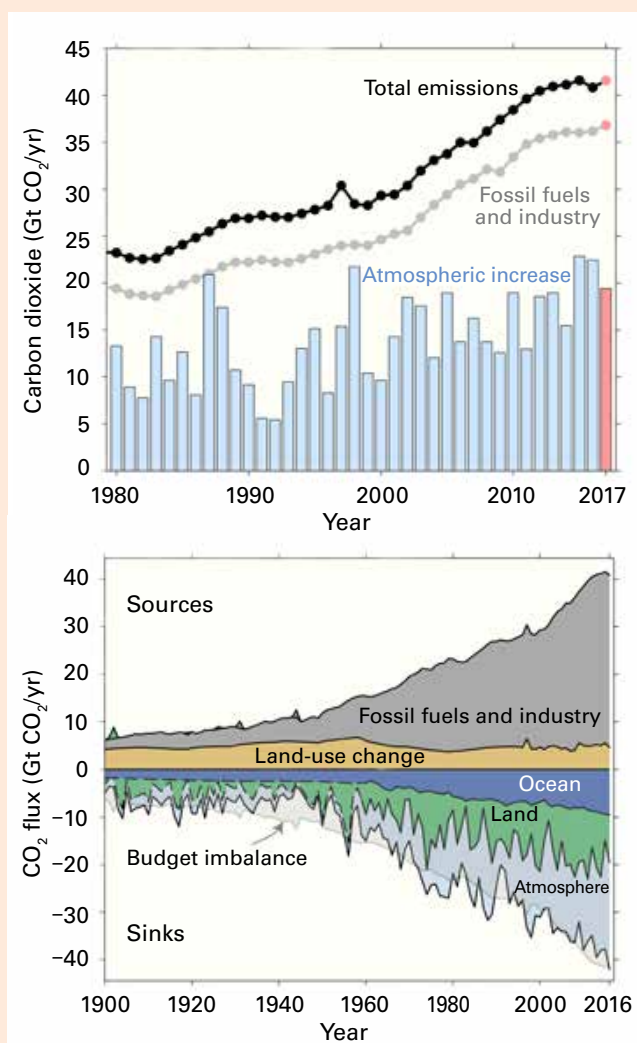 45
40
35
30
25
20
15
10
5
0
Carbon dioxide (Gt CO₂/yr)
Total emissions
Fossil fuels
and industry
Atmospheric increase
1980
1990
2000
2010
2017
Year
40
30
20
10
0
−10
−20
−30
−40
CO₂ flux (Gt CO₂/yr)
Sources
Fossil fuels and industry
Land-use change
Ocean
Land
Budget imbalance
Atmosphere
Sinks
1900
1920
1940
1960
1980
2000
2016
Year